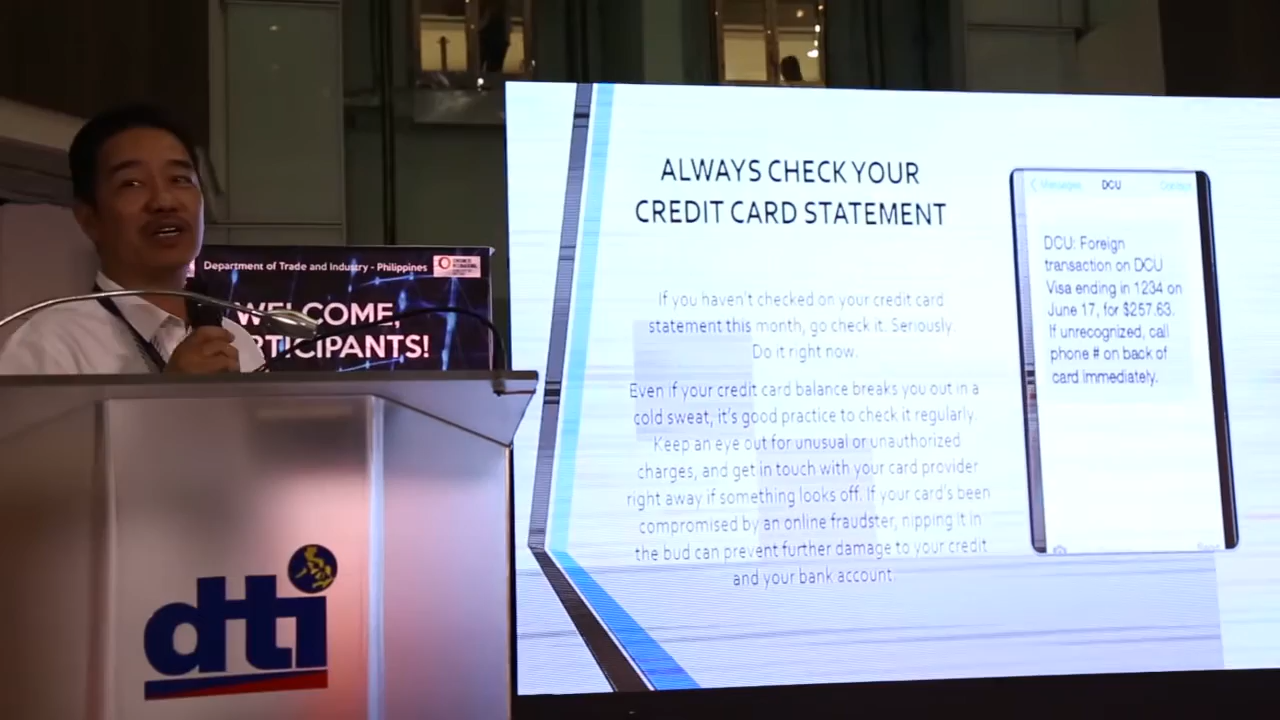 ALWAYS CHECK YOUR
CREDIT CARD STATEMENT
If you haven't checked on your credit card
statement this month, go check it. Seriously.
Do it right now.
Even if your credit card balance breaks you out in a
cold sweat, it's good practice to check it regularly.
Keep an eye out for unusual or unauthorized
charges, and get in touch with your card provider
right away if something looks off. If your card's been
compromised by an online fraudster, nipping it in
the bud can prevent further damage to your credit
and your bank account.
Messages
DCU
DCU: Foreign
transaction on DCU
Visa ending in 1234 on
June 17, for $257.63.
If unrecognized, call
phone # on back of
card immediately.
Department of Trade and Industry - Philippines
WELCOME,
RTICIPANTS!
dti